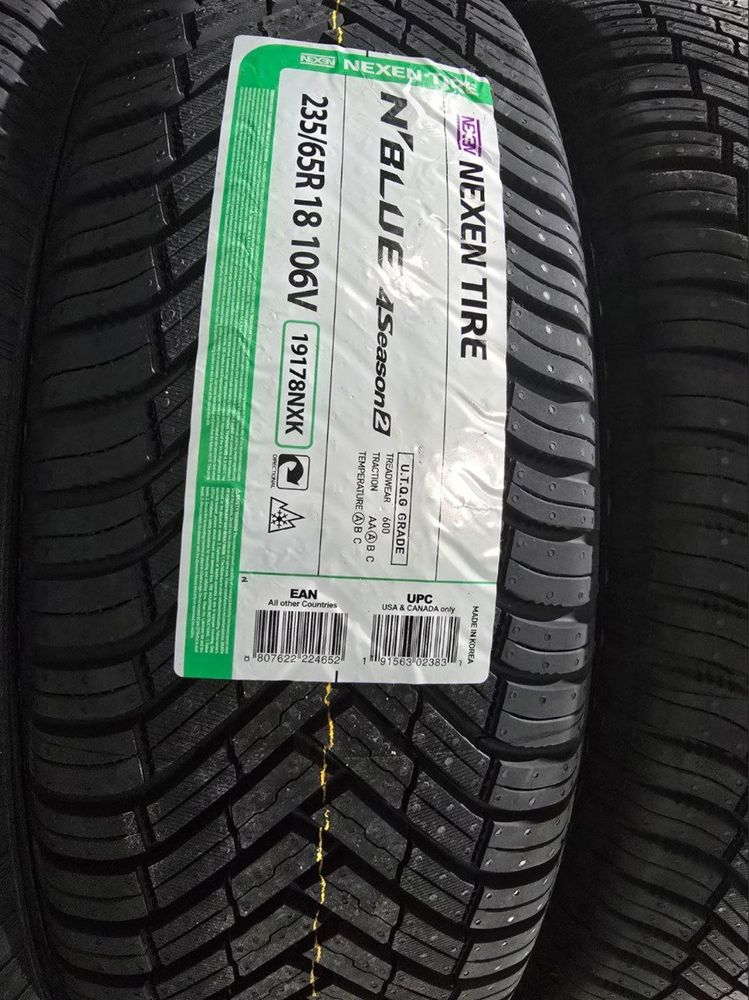 NEXEN NEXEN TIRE
NEXEN NEXEN TIRE
N'BLUE 4Season2
235/65R 18 106V
19178NXK
DIRECTIONAL
U.T.Q.G GRADE
TREADWEAR 600
TRACTION AA A B C
TEMPERATURE A B C
EAN
All other Countries
8 807622 224652
UPC
USA & CANADA only
1 91563 02383 7
MADE IN KOREA
N